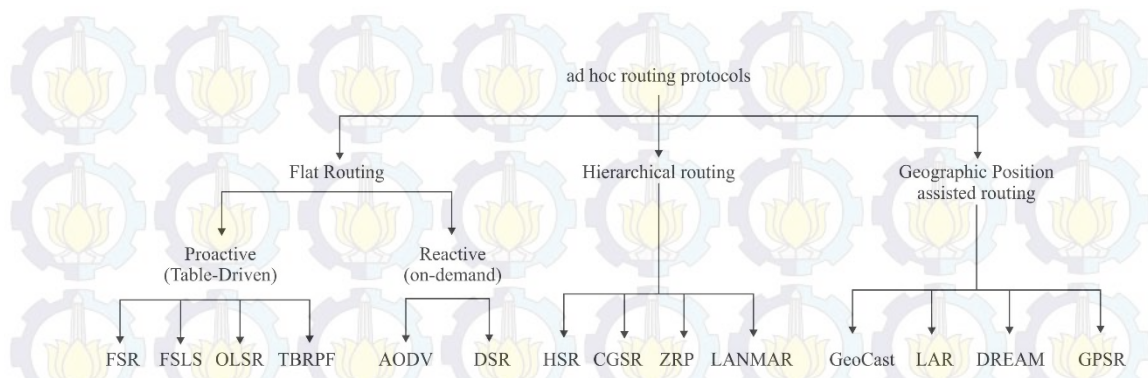 ad hoc routing protocols
Flat Routing
Hierarchical routing
Geographic Position
assisted routing
Proactive
(Table-Driven)
Reactive
(on-demand)
FSR FSLS OLSR TBRPF AODV DSR HSR CGSR ZRP LANMAR GeoCast LAR DREAM GPSR